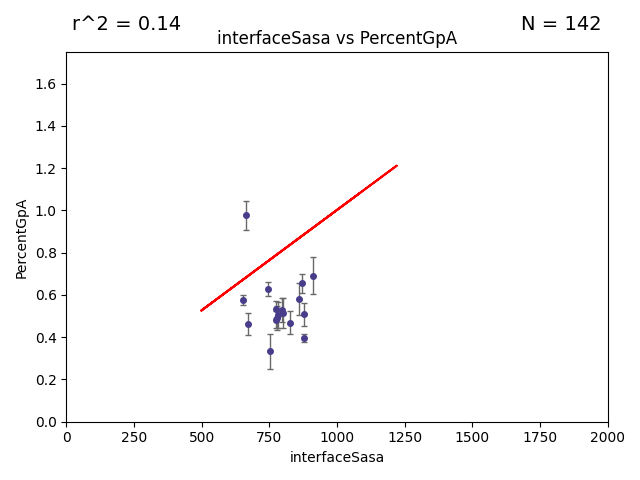 r^2 = 0.14
N = 142
interfaceSasa vs PercentGpA
PercentGpA
1.6
1.4
1.2
1.0
0.8
0.6
0.4
0.2
0.0
0 250 500 750 1000 1250 1500 1750 2000
interfaceSasa